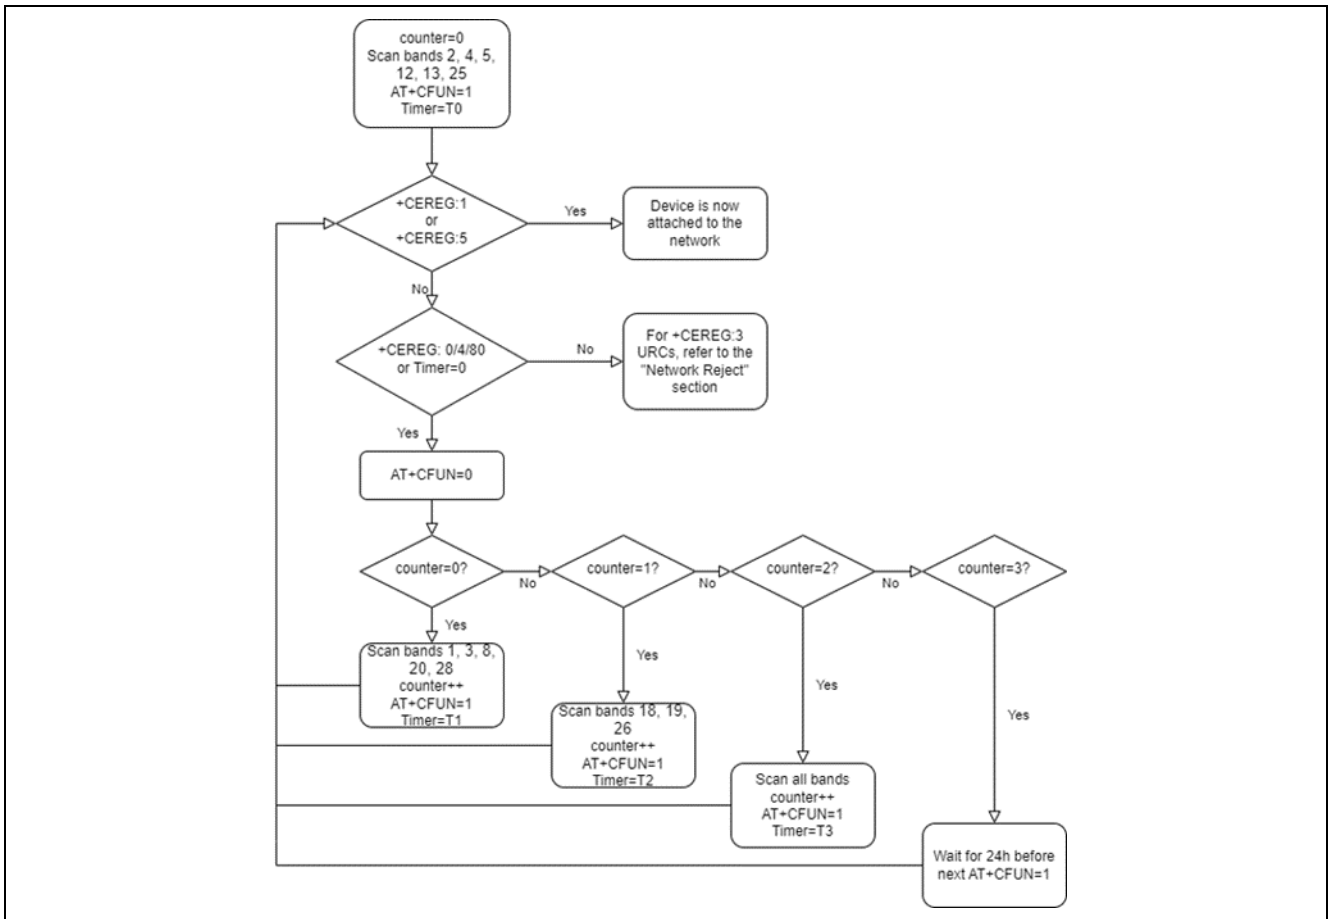 counter=0
Scan bands 2, 4, 5,
12, 13, 25
AT+CFUN=1
Timer=T0
+CEREG:1
or
+CEREG:5
Yes
Device is now
attached to the
network
No
+CEREG: 0/4/80
or Timer=0
No
For +CEREG:3
URCs, refer to the
"Network Reject"
section
Yes
AT+CFUN=0
counter=0?
No
counter=1?
No
counter=2?
No
counter=3?
Yes
Scan bands 1, 3, 8,
20, 28
counter++
AT+CFUN=1
Timer=T1
Yes
Scan bands 18, 19,
26
counter++
AT+CFUN=1
Timer=T2
Yes
Scan all bands
counter++
AT+CFUN=1
Timer=T3
Yes
Wait for 24h before
next AT+CFUN=1